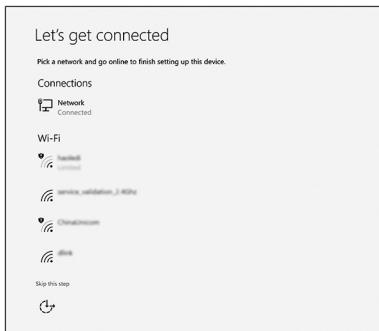 Let's get connected
Pick a network and go online to finish setting up this device.
Connections
Network
Connected
Wi-Fi
Limited
service_validation_2.4Ghz
ChinaUnicom
dlink
Skip this step